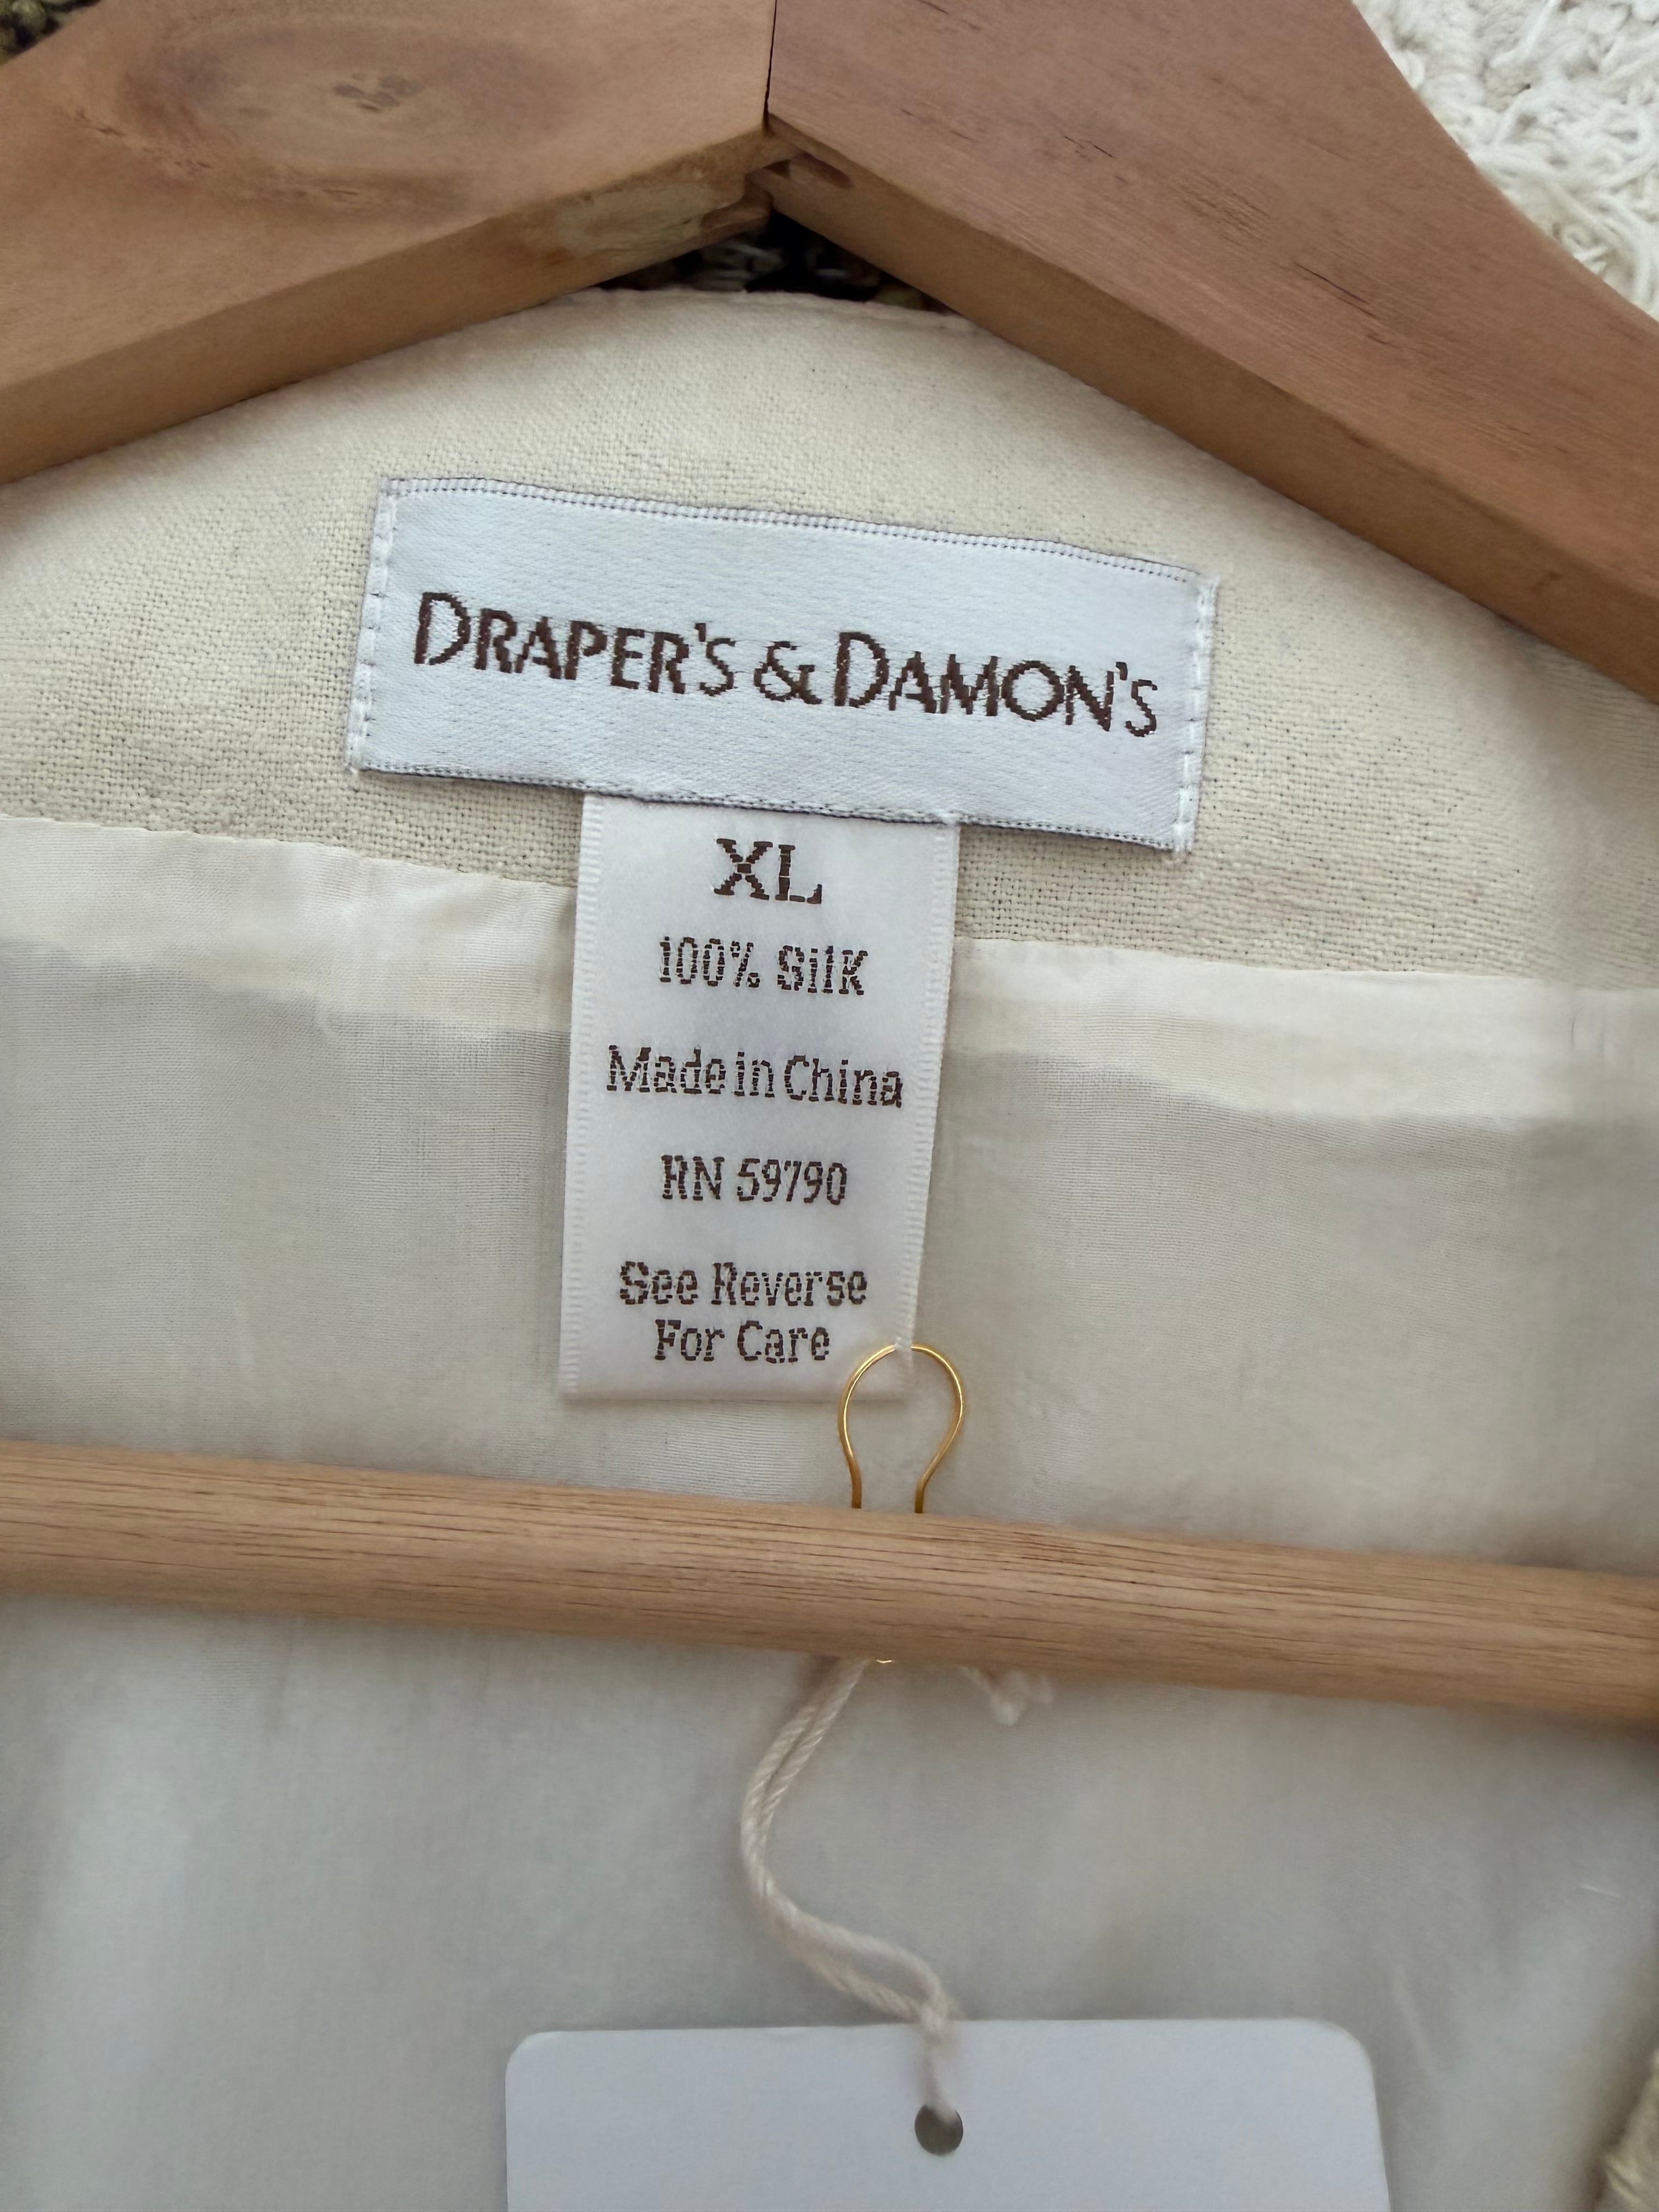 DRAPER'S & DAMON'S
XL
100% Silk
Made in China
RN 59790
See Reverse
For Care